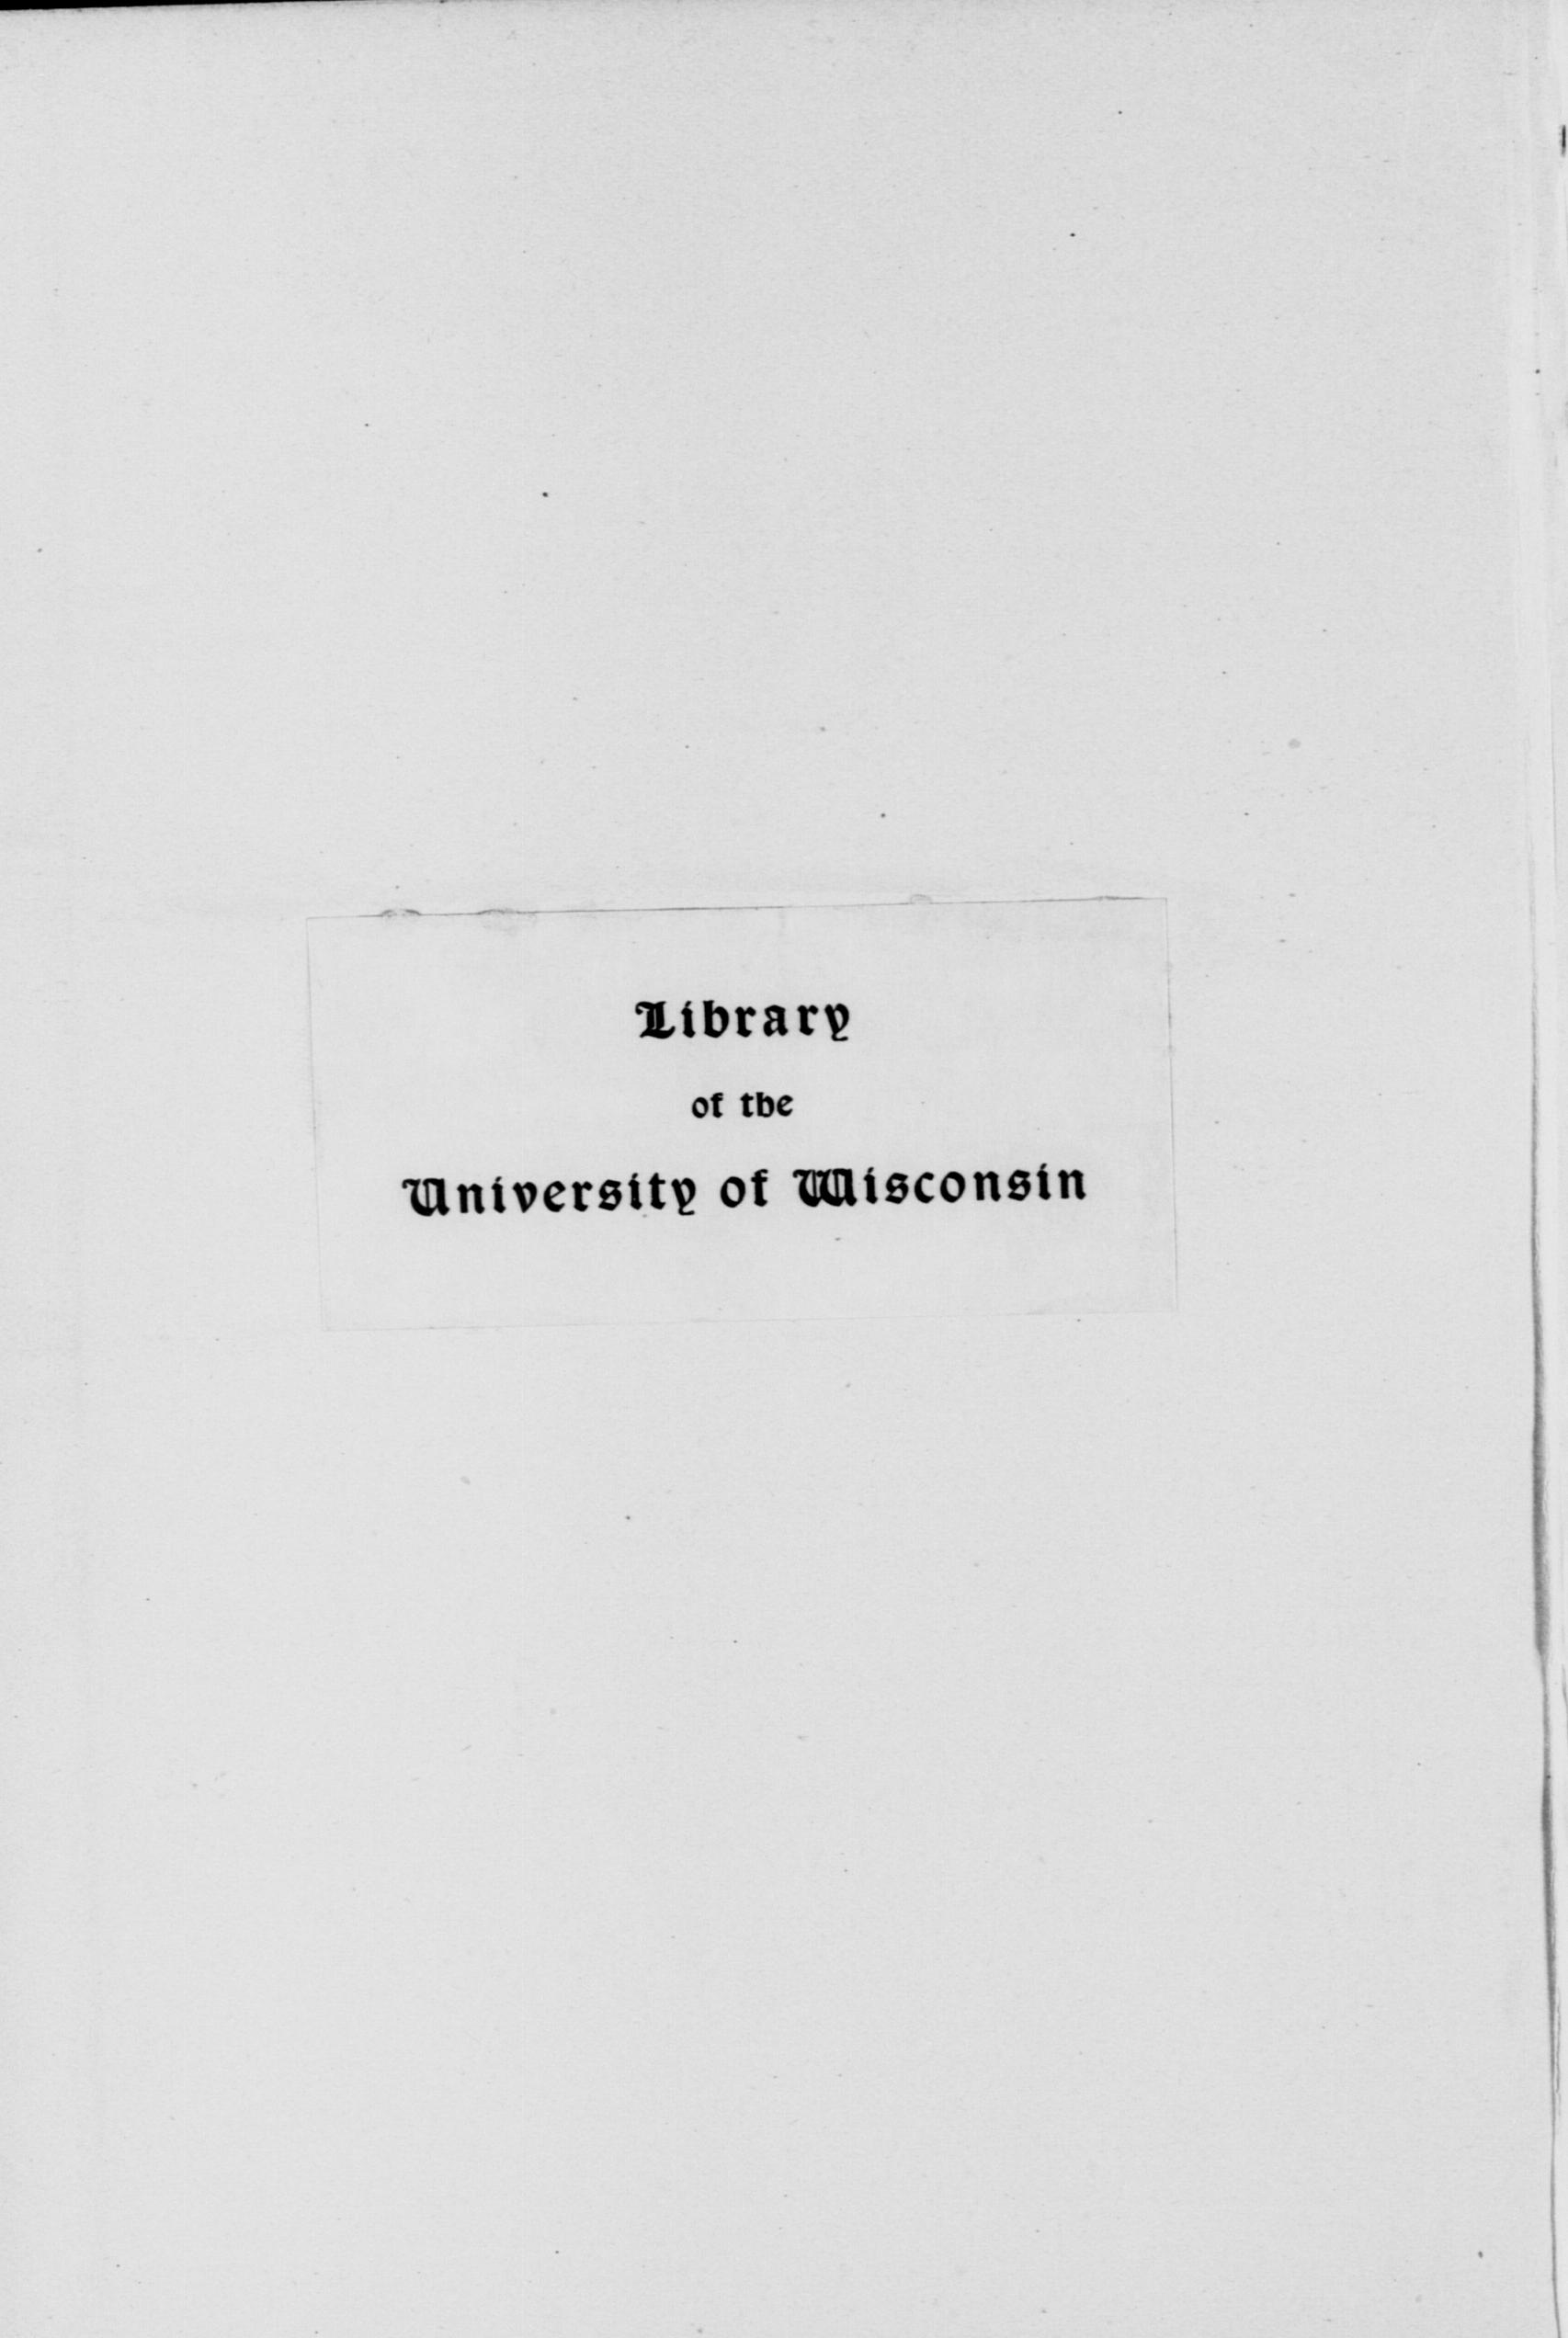 Library
of the
University of Wisconsin